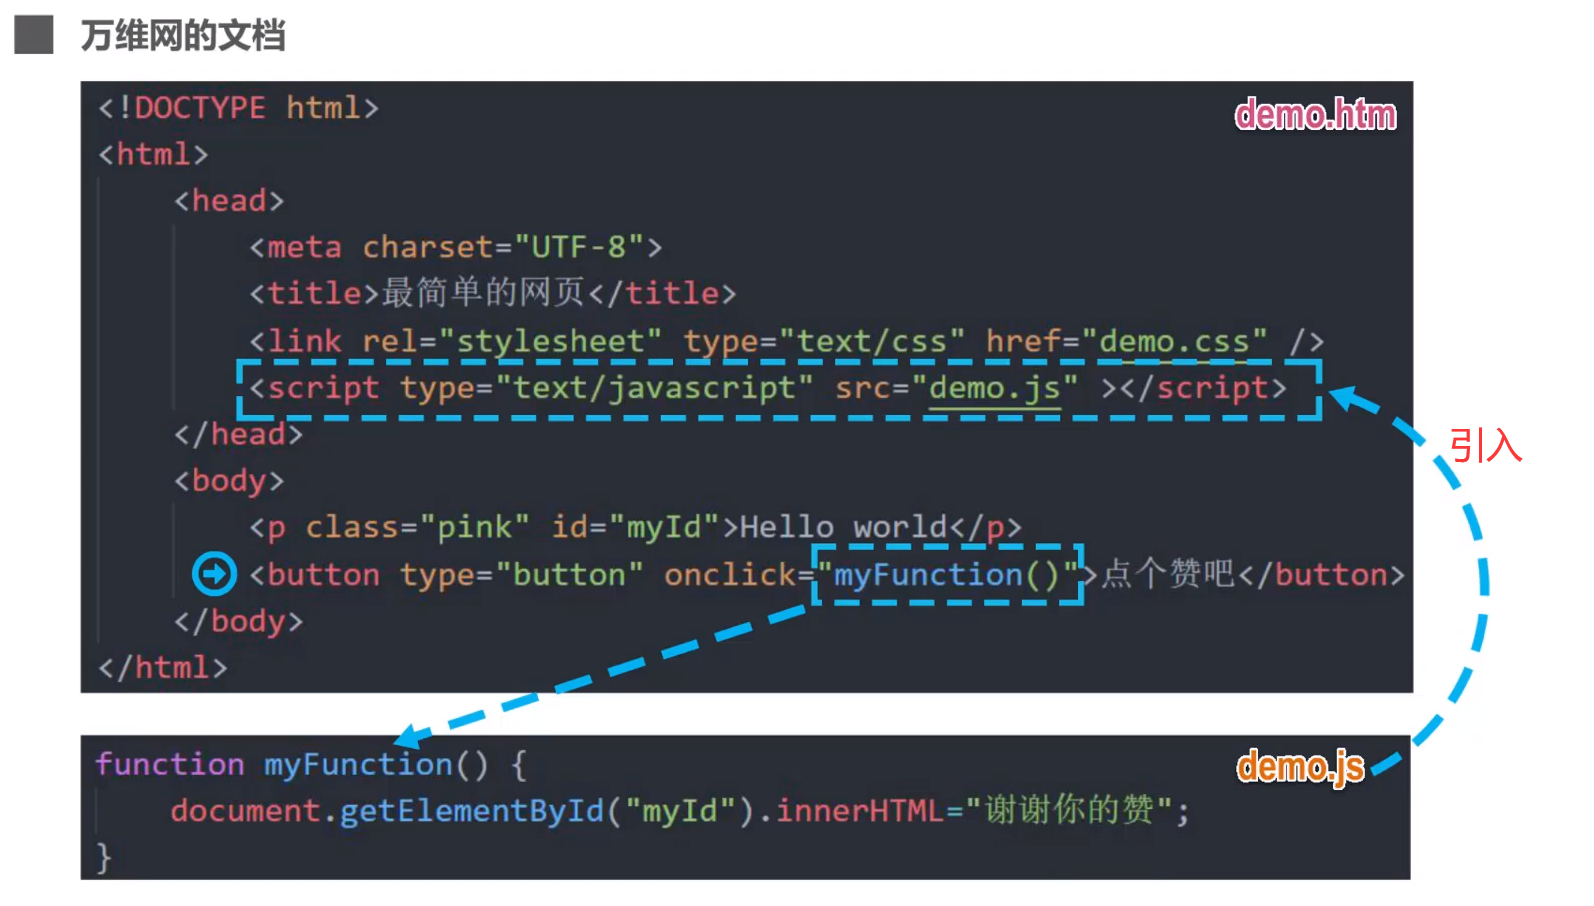 万维网的文档
demo.htm
<!DOCTYPE html>
<html>
<head>
<meta charset="UTF-8">
<title>最简单的网页</title>
<link rel="stylesheet" type="text/css" href="demo.css" />
<script type="text/javascript" src="demo.js" ></script>
</head>
引入
<body>
<p class="pink" id="myId">Hello world</p>
<button type="button" onclick="myFunction()">点个赞吧</button>
</body>
</html>
demo.js
function myFunction() {
document.getElementById("myId").innerHTML="谢谢你的赞";
}